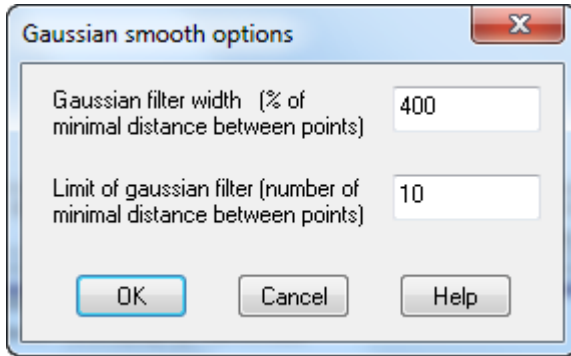 Gaussian smooth options
Gaussian filter width (% of
minimal distance between points)
400
Limit of gaussian filter (number of
minimal distance between points)
10
OK
Cancel
Help